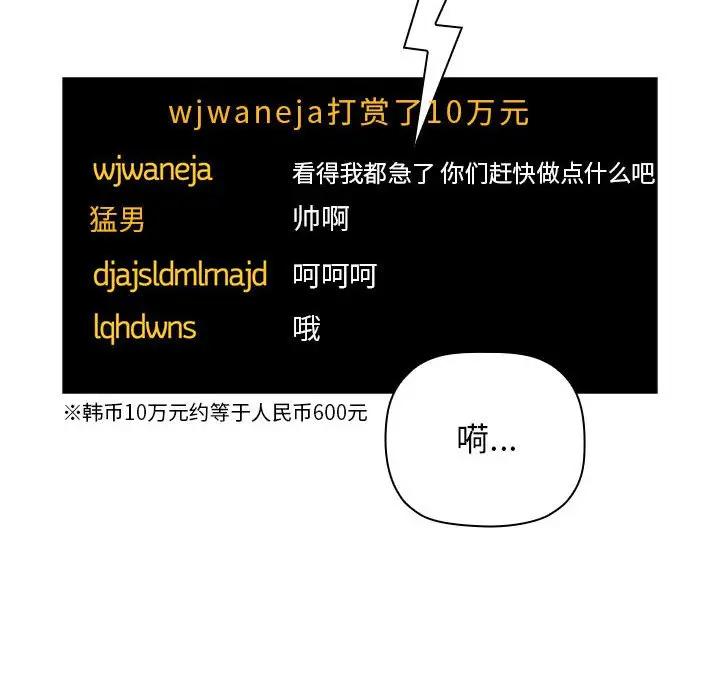 wjwaneja打赏了10万元
wjwaneja 看得我都急了 你们赶快做点什么吧
猛男 帅啊
djajsldmlrnajd 呵呵呵
lqhdwns 哦
※韩币10万元约等于人民币600元
嗬...